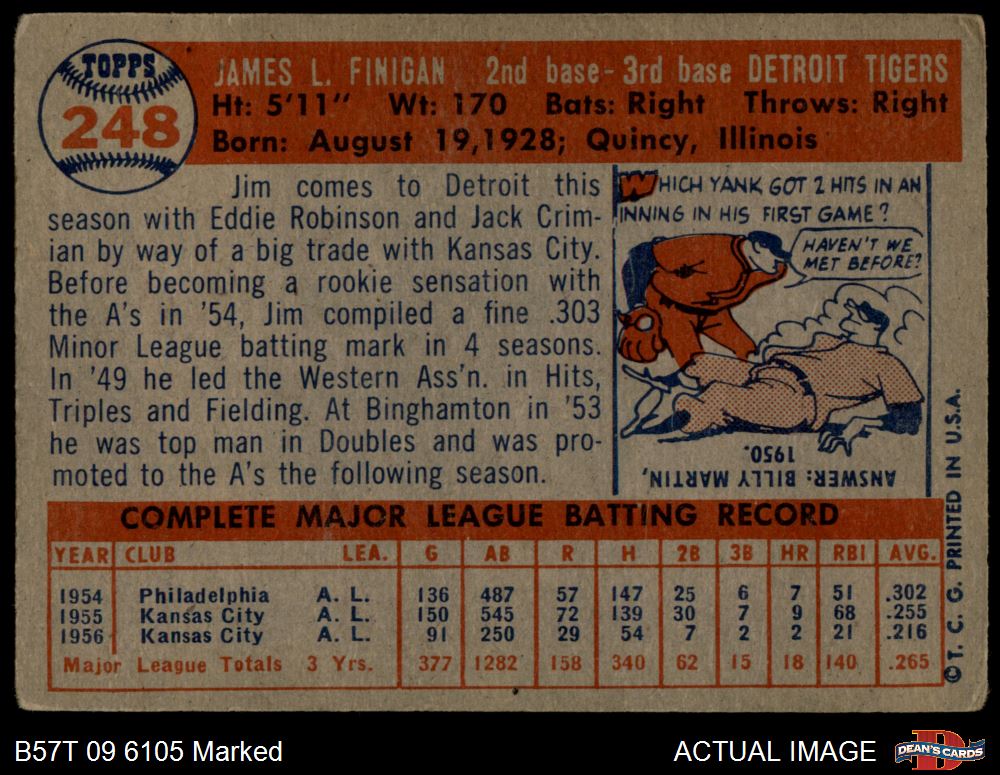 TOPPS
248
JAMES L. FINIGAN 2nd base-3rd base DETROIT TIGERS
Ht: 5'11" Wt: 170 Bats: Right Throws: Right
Born: August 19,1928; Quincy, Illinois
Jim comes to Detroit this
season with Eddie Robinson and Jack Crim-
ian by way of a big trade with Kansas City.
Before becoming a rookie sensation with
the A's in '54, Jim compiled a fine .303
Minor League batting mark in 4 seasons.
In '49 he led the Western Ass'n. in Hits,
Triples and Fielding. At Binghamton in '53
he was top man in Doubles and was pro-
moted to the A's the following season.
WHICH YANK GOT 2 HITS IN AN
INNING IN HIS FIRST GAME?
HAVEN'T WE
MET BEFORE?
ANSWER: BILLY MARTIN,
1950.
COMPLETE MAJOR LEAGUE BATTING RECORD
YEAR CLUB LEA. G AB R H 2B 3B HR RBI AVG.
1954 Philadelphia A. L. 136 487 57 147 25 6 7 51 .302
1955 Kansas City A. L. 150 545 72 139 30 7 9 68 .255
1956 Kansas City A. L. 91 250 29 54 7 2 2 21 .216
Major League Totals 3 Yrs. 377 1282 158 340 62 15 18 140 .265
©T. C. G. PRINTED IN U.S.A.
B57T 09 6105 Marked
ACTUAL IMAGE
DEAN'S CARDS